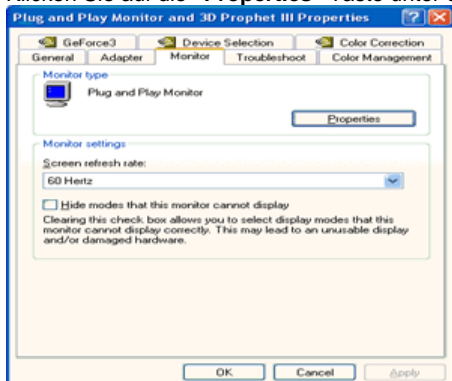 Klicken Sie auf die "Properties"-Taste unter
Plug and Play Monitor and 3D Prophet III Properties
GeForce3 Device Selection Color Correction
General Adapter Monitor Troubleshoot Color Management
Monitor type
Plug and Play Monitor
Properties
Monitor settings
Screen refresh rate:
60 Hertz
Hide modes that this monitor cannot display
Clearing this check box allows you to select display modes that this
monitor cannot display correctly. This may lead to an unusable display
and/or damaged hardware.
OK Cancel Apply